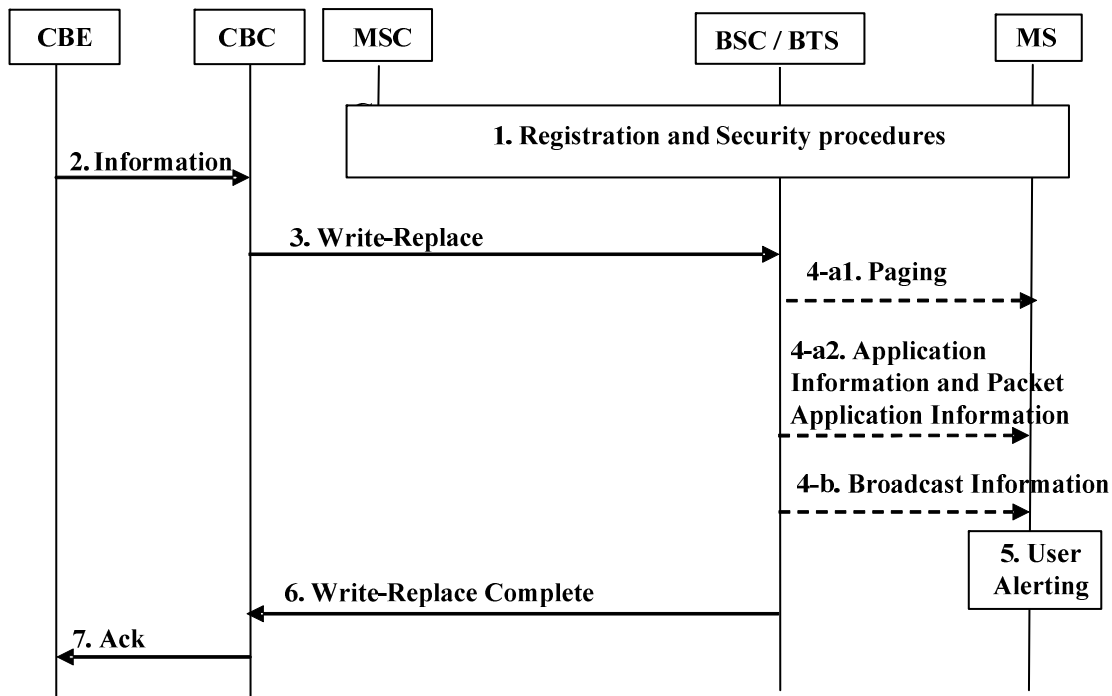 CBE
CBC
MSC
BSC / BTS
MS
1. Registration and Security procedures
2. Information
3. Write-Replace
4-a1. Paging
4-a2. Application
Information and Packet
Application Information
4-b. Broadcast Information
5. User
Alerting
6. Write-Replace Complete
7. Ack